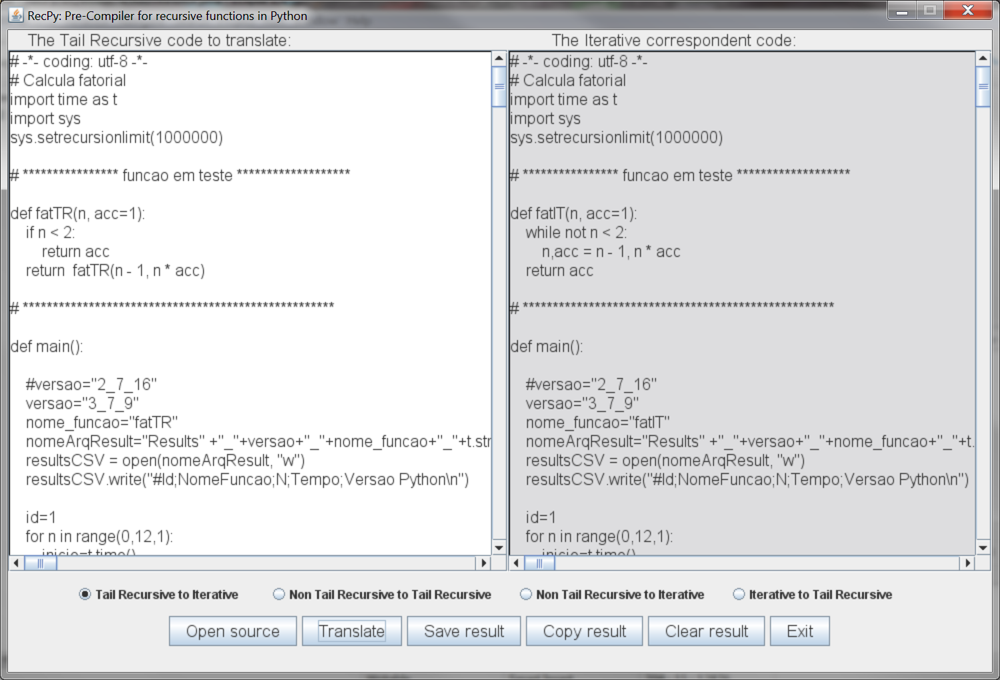 RecPy: Pre-Compiler for recursive functions in Python
The Tail Recursive code to translate:
# -*- coding: utf-8 -*-
# Calcula fatorial
import time as t
import sys
sys.setrecursionlimit(1000000)
# **************** funcao em teste *******************
def fatTR(n, acc=1):
if n < 2:
return acc
return  fatTR(n - 1, n * acc)
# ****************************************************
def main():
#versao="2_7_16"
versao="3_7_9"
nome_funcao="fatTR"
nomeArqResult="Results" +"_"+versao+"_"+nome_funcao+"_"+t.str
resultsCSV = open(nomeArqResult, "w")
resultsCSV.write("#Id;NomeFuncao;N;Tempo;Versao Python\n")
id=1
for n in range(0,12,1):
inicio=t.time()
The Iterative correspondent code:
# -*- coding: utf-8 -*-
# Calcula fatorial
import time as t
import sys
sys.setrecursionlimit(1000000)
# **************** funcao em teste *******************
def fatIT(n, acc=1):
while not n < 2:
n,acc = n - 1, n * acc
return acc
# ****************************************************
def main():
#versao="2_7_16"
versao="3_7_9"
nome_funcao="fatIT"
nomeArqResult="Results" +"_"+versao+"_"+nome_funcao+"_"+t.
resultsCSV = open(nomeArqResult, "w")
resultsCSV.write("#Id;NomeFuncao;N;Tempo;Versao Python\n")
id=1
for n in range(0,12,1):
inicio=t.time()
Tail Recursive to Iterative
Non Tail Recursive to Tail Recursive
Non Tail Recursive to Iterative
Iterative to Tail Recursive
Open source
Translate
Save result
Copy result
Clear result
Exit